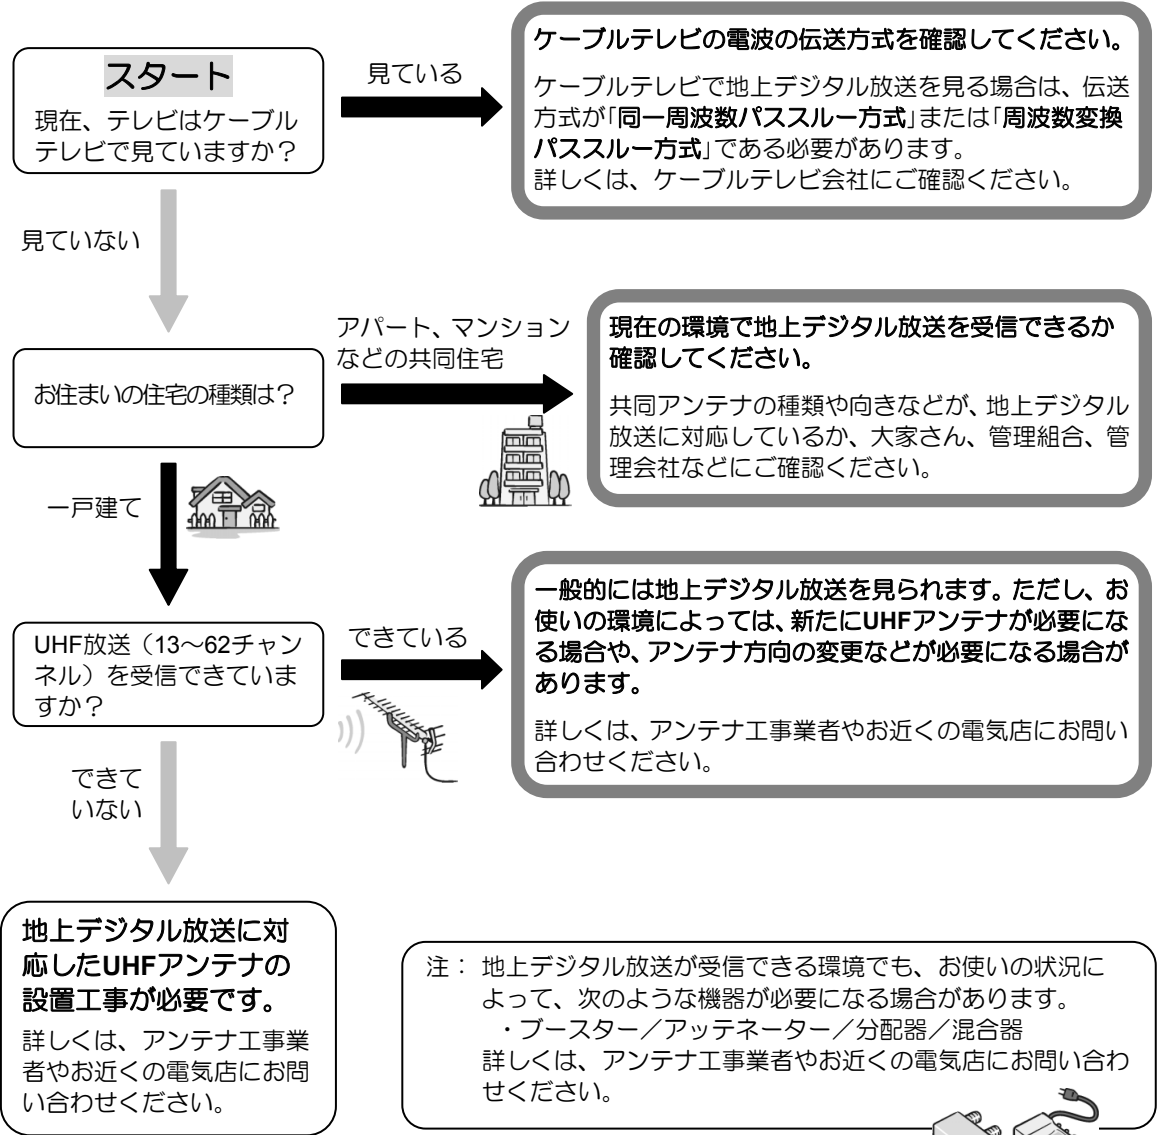 スタート
現在、テレビはケーブル
テレビで見ていますか？
見ている
ケーブルテレビの電波の伝送方式を確認してください。
ケーブルテレビで地上デジタル放送を見る場合は、伝送
方式が「同一周波数パススルー方式」または「周波数変換
パススルー方式」である必要があります。
詳しくは、ケーブルテレビ会社にご確認ください。
見ていない
お住まいの住宅の種類は？
アパート、マンション
などの共同住宅
現在の環境で地上デジタル放送を受信できるか
確認してください。
共同アンテナの種類や向きなどが、地上デジタル
放送に対応しているか、大家さん、管理組合、管
理会社などにご確認ください。
一戸建て
UHF放送（13～62チャン
ネル）を受信できていま
すか？
できている
一般的には地上デジタル放送を見られます。ただし、お
使いの環境によっては、新たにUHFアンテナが必要にな
る場合や、アンテナ方向の変更などが必要になる場合が
あります。
詳しくは、アンテナ工事業者やお近くの電気店にお問い
合わせください。
できて
いない
地上デジタル放送に対
応したUHFアンテナの
設置工事が必要です。
詳しくは、アンテナ工事業
者やお近くの電気店にお問
い合わせください。
注： 地上デジタル放送が受信できる環境でも、お使いの状況に
よって、次のような機器が必要になる場合があります。
・ブースター／アッテネーター／分配器／混合器
詳しくは、アンテナ工事業者やお近くの電気店にお問い合わ
せください。